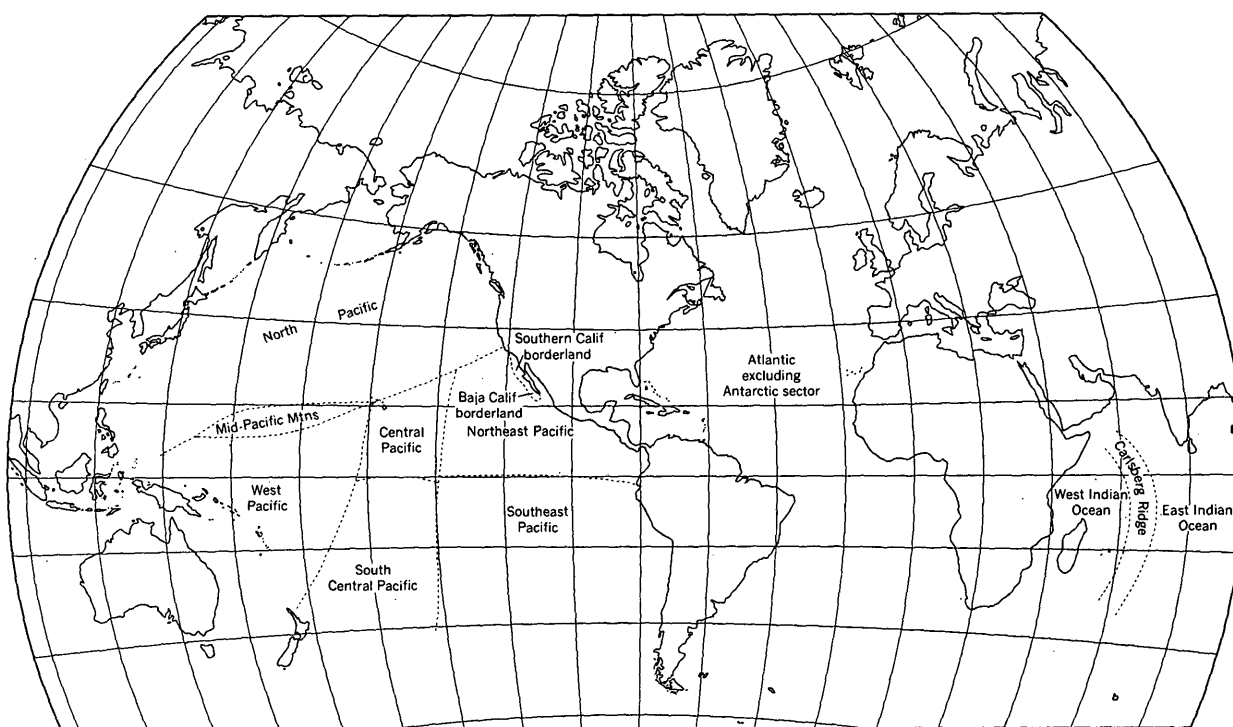 North Pacific
Southern Calif
borderland
Atlantic
excluding
Antarctic sector
Baja Calif
borderland
Mid-Pacific Mtns
Central
Pacific
Northeast Pacific
West
Pacific
Southeast
Pacific
South
Central Pacific
Carlsberg Ridge
West Indian
Ocean
East Indian
Ocean